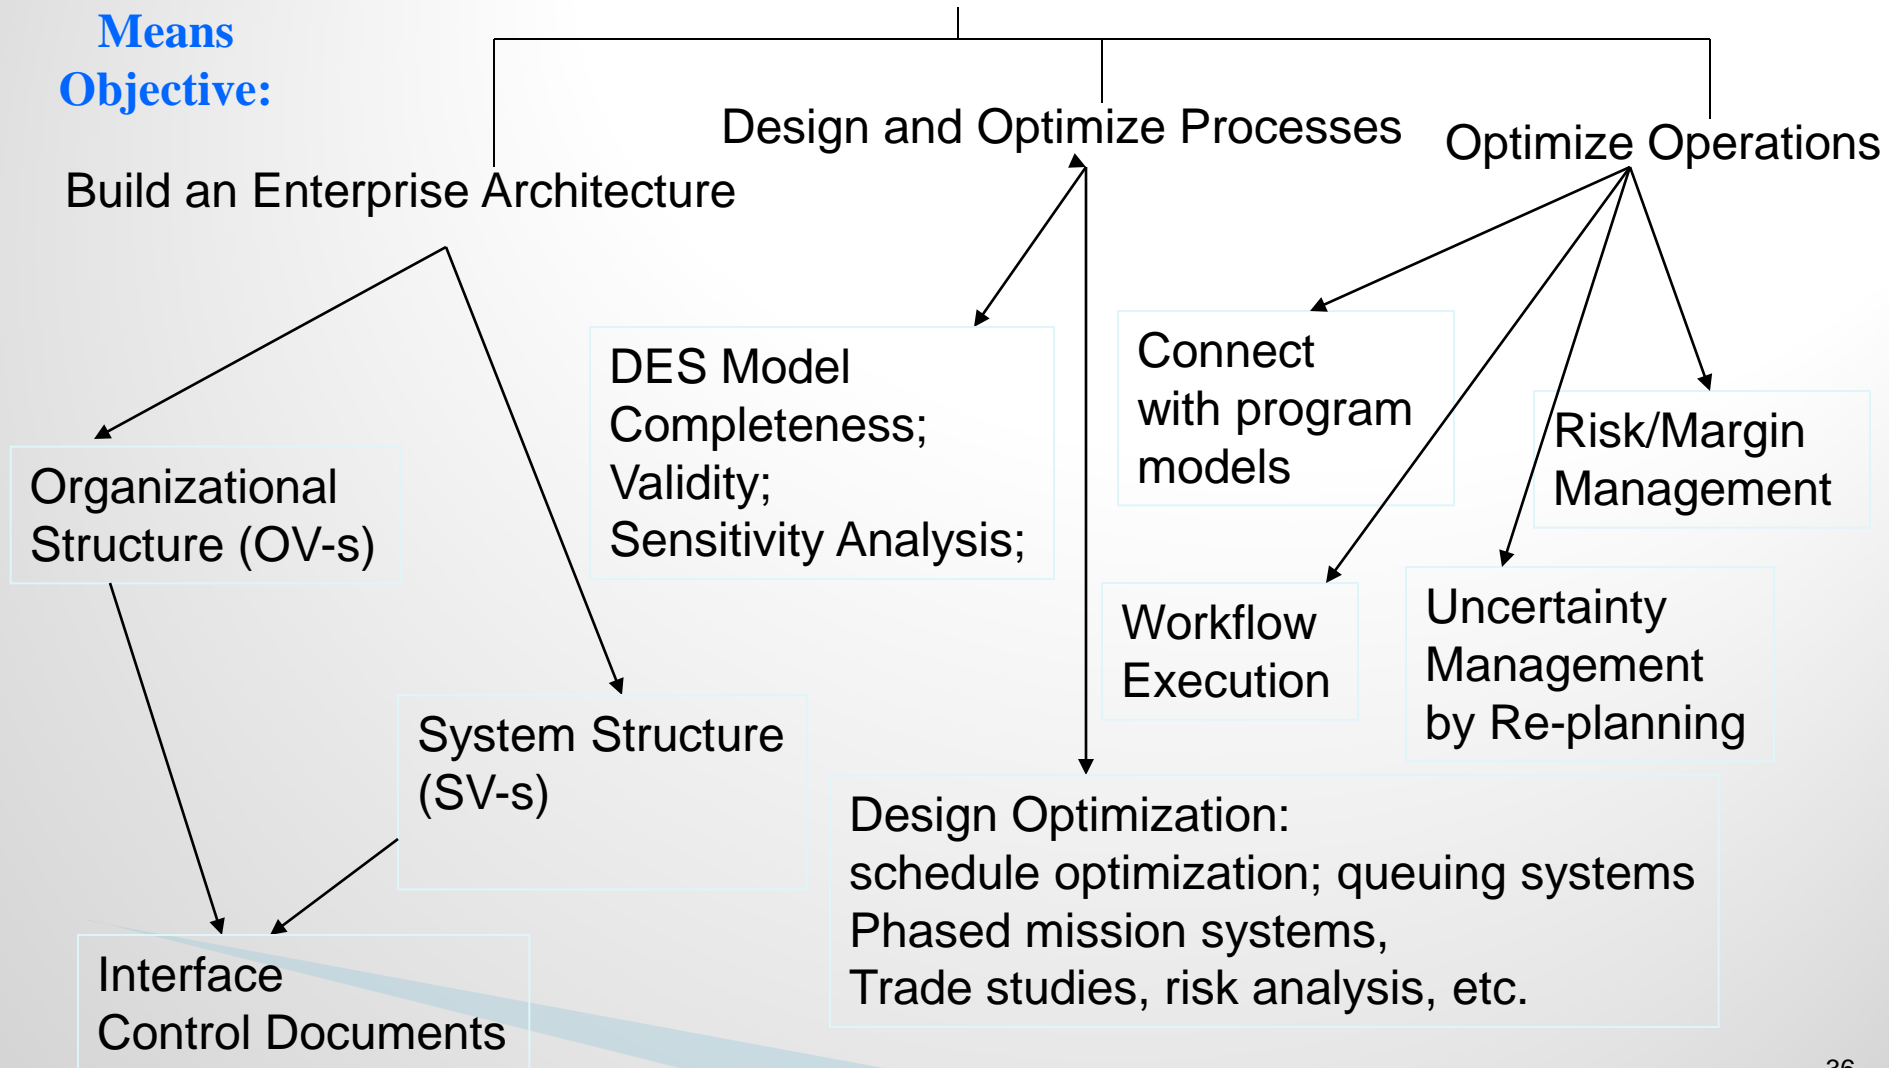 Means
Objective:
Design and Optimize Processes
Optimize Operations
Build an Enterprise Architecture
DES Model
Completeness;
Validity;
Sensitivity Analysis;
Connect
with program
models
Risk/Margin
Management
Organizational
Structure (OV-s)
Workflow
Execution
Uncertainty
Management
by Re-planning
System Structure
(SV-s)
Design Optimization:
schedule optimization; queuing systems
Phased mission systems,
Trade studies, risk analysis, etc.
Interface
Control Documents
36